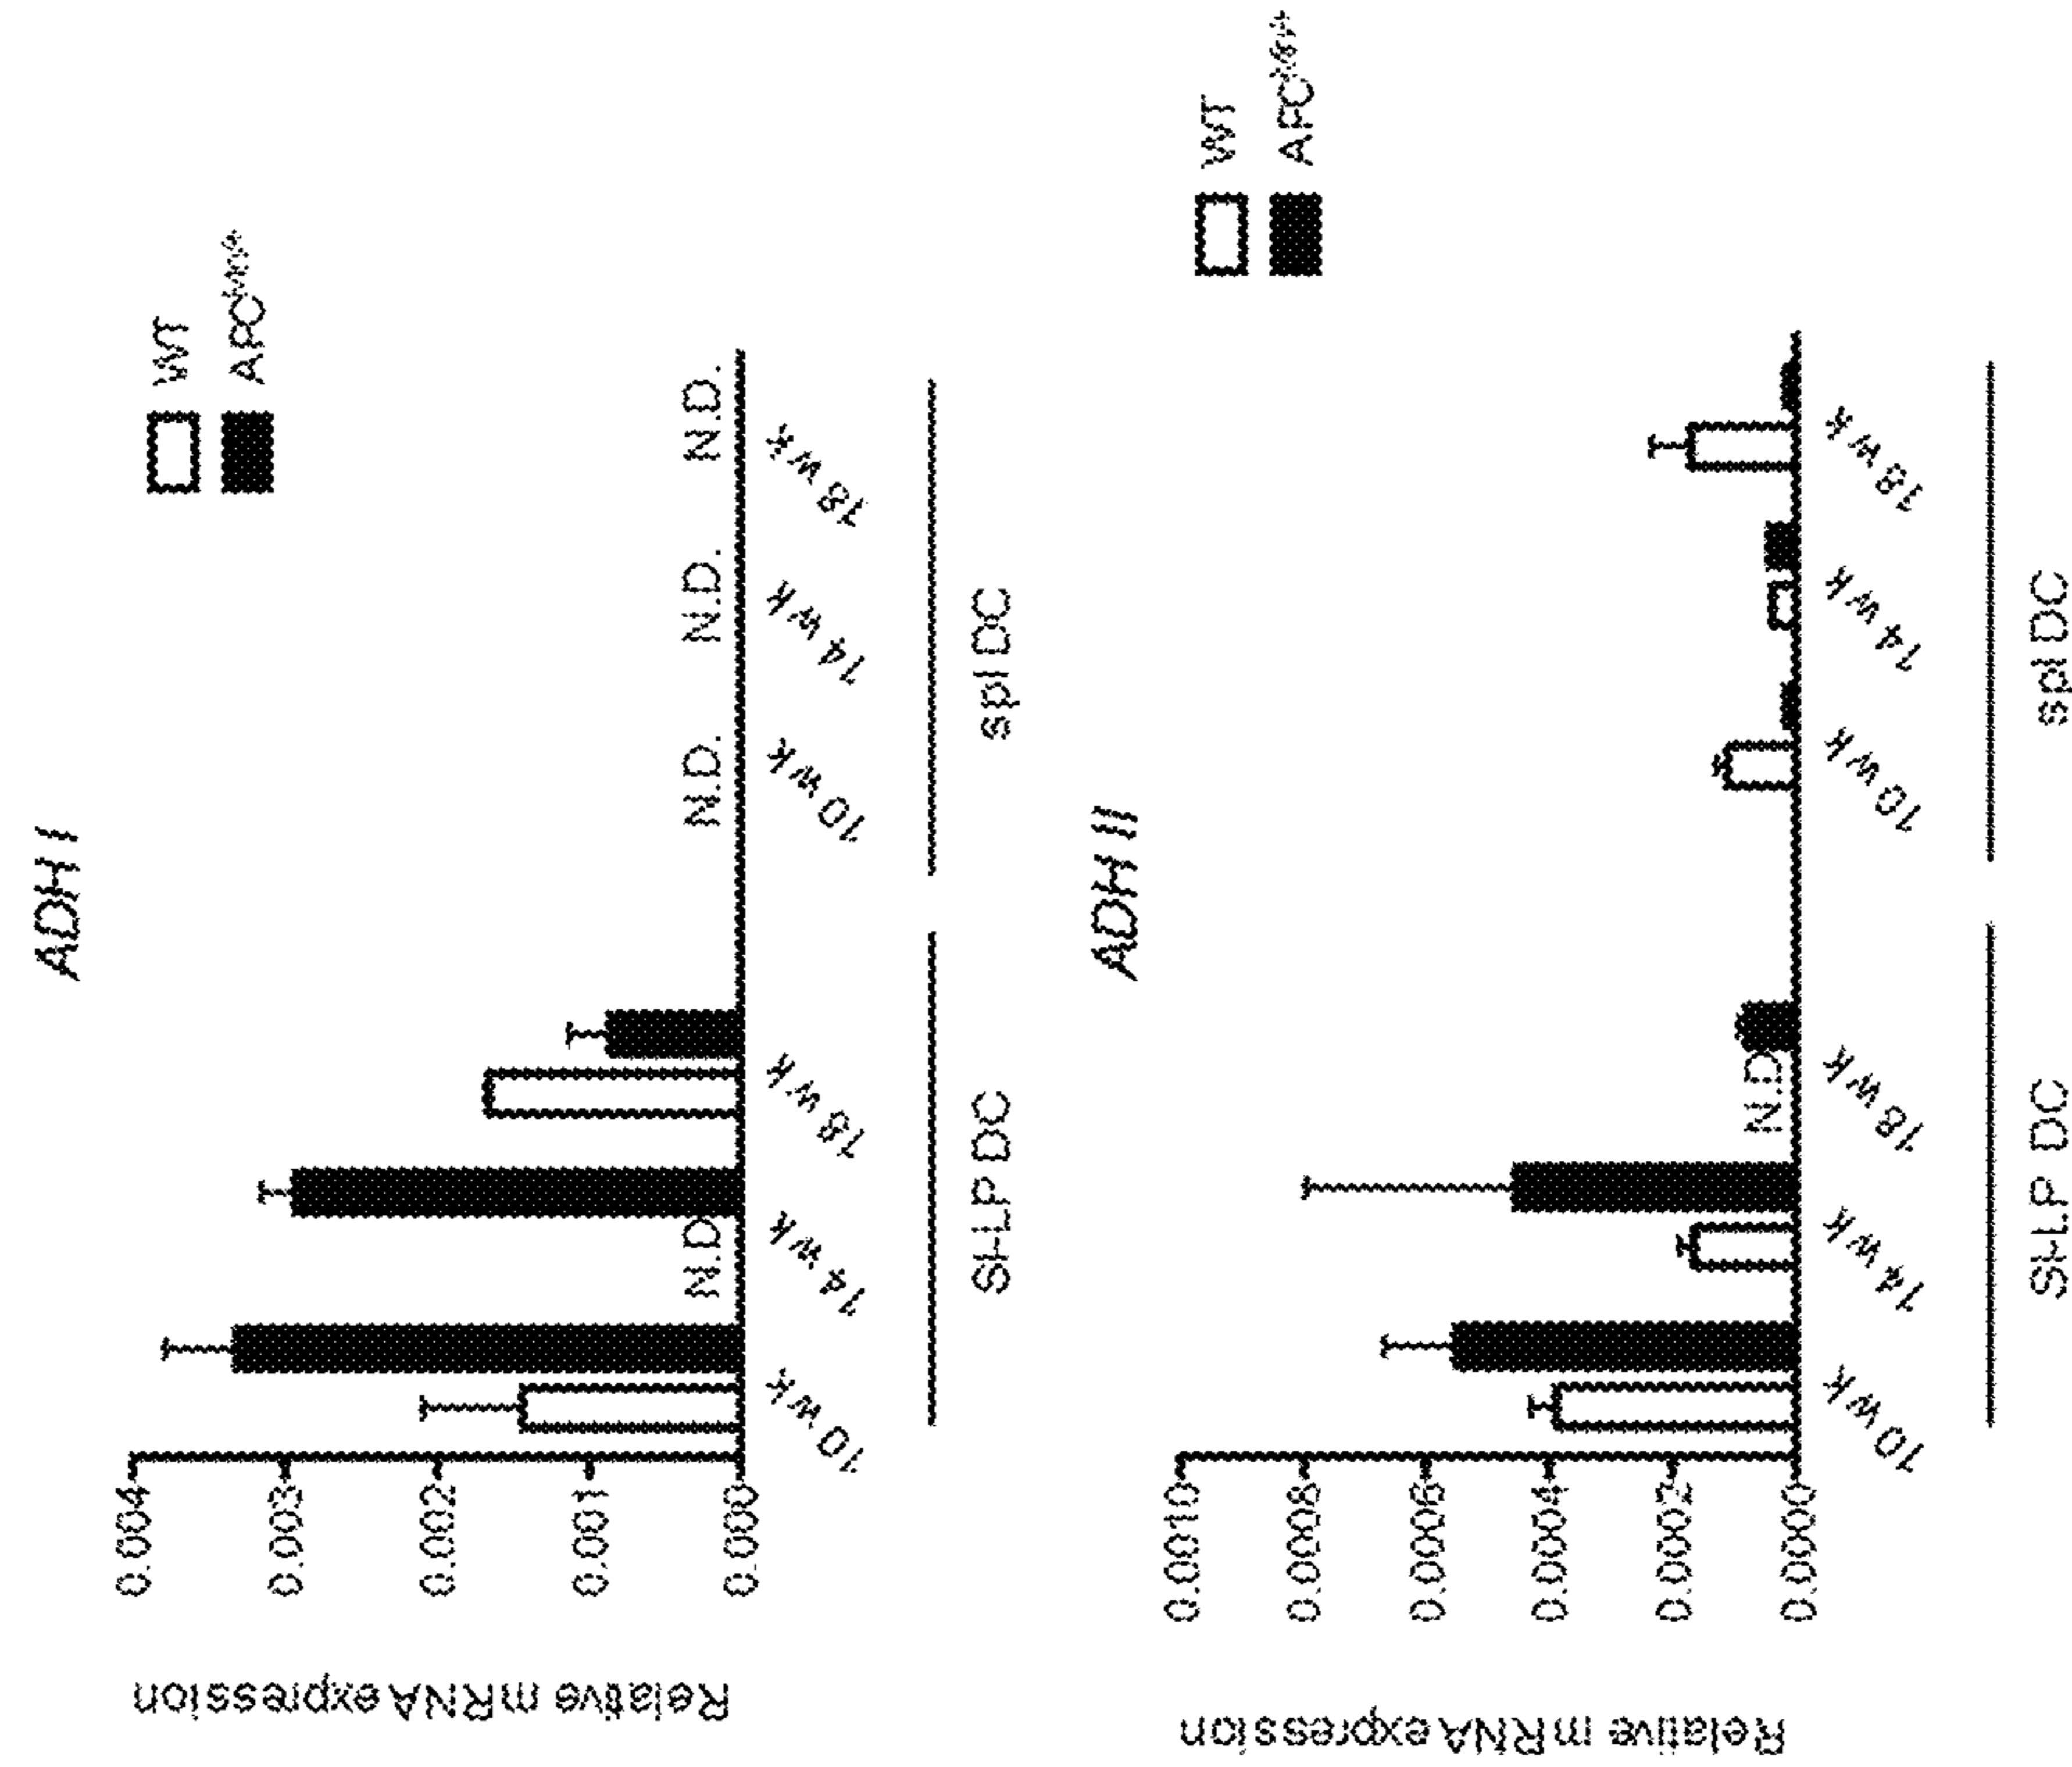 ADH I
WT
APC
Relative mRNA expression
0.004
0.003
0.002
0.001
0.000
N.D
N.D.
N.D.
N.D.
10 wk
14 wk
18 wk
10 wk
14 wk
18 wk
SI-LP DC
spl DC
ADH II
WT
APC
Relative mRNA expression
0.0010
0.0008
0.0006
0.0004
0.0002
0.0000
N.D
10 wk
14 wk
18 wk
10 wk
14 wk
18 wk
SI-LP DC
spl DC